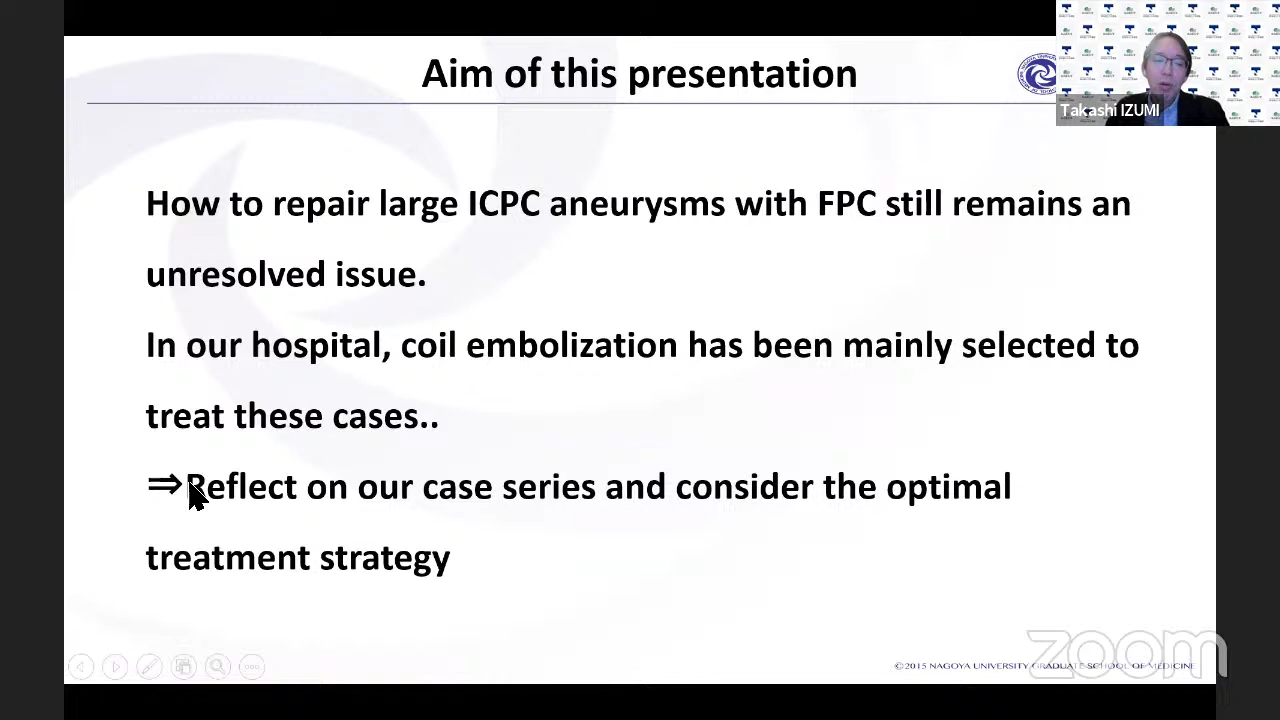 Aim of this presentation
Takashi IZUMI
How to repair large ICPC aneurysms with FPC still remains an
unresolved issue.
In our hospital, coil embolization has been mainly selected to
treat these cases..
⇒Reflect on our case series and consider the optimal
treatment strategy
zoom
©2015 NAGOYA UNIVERSITY GRADUATE SCHOOL OF MEDICINE